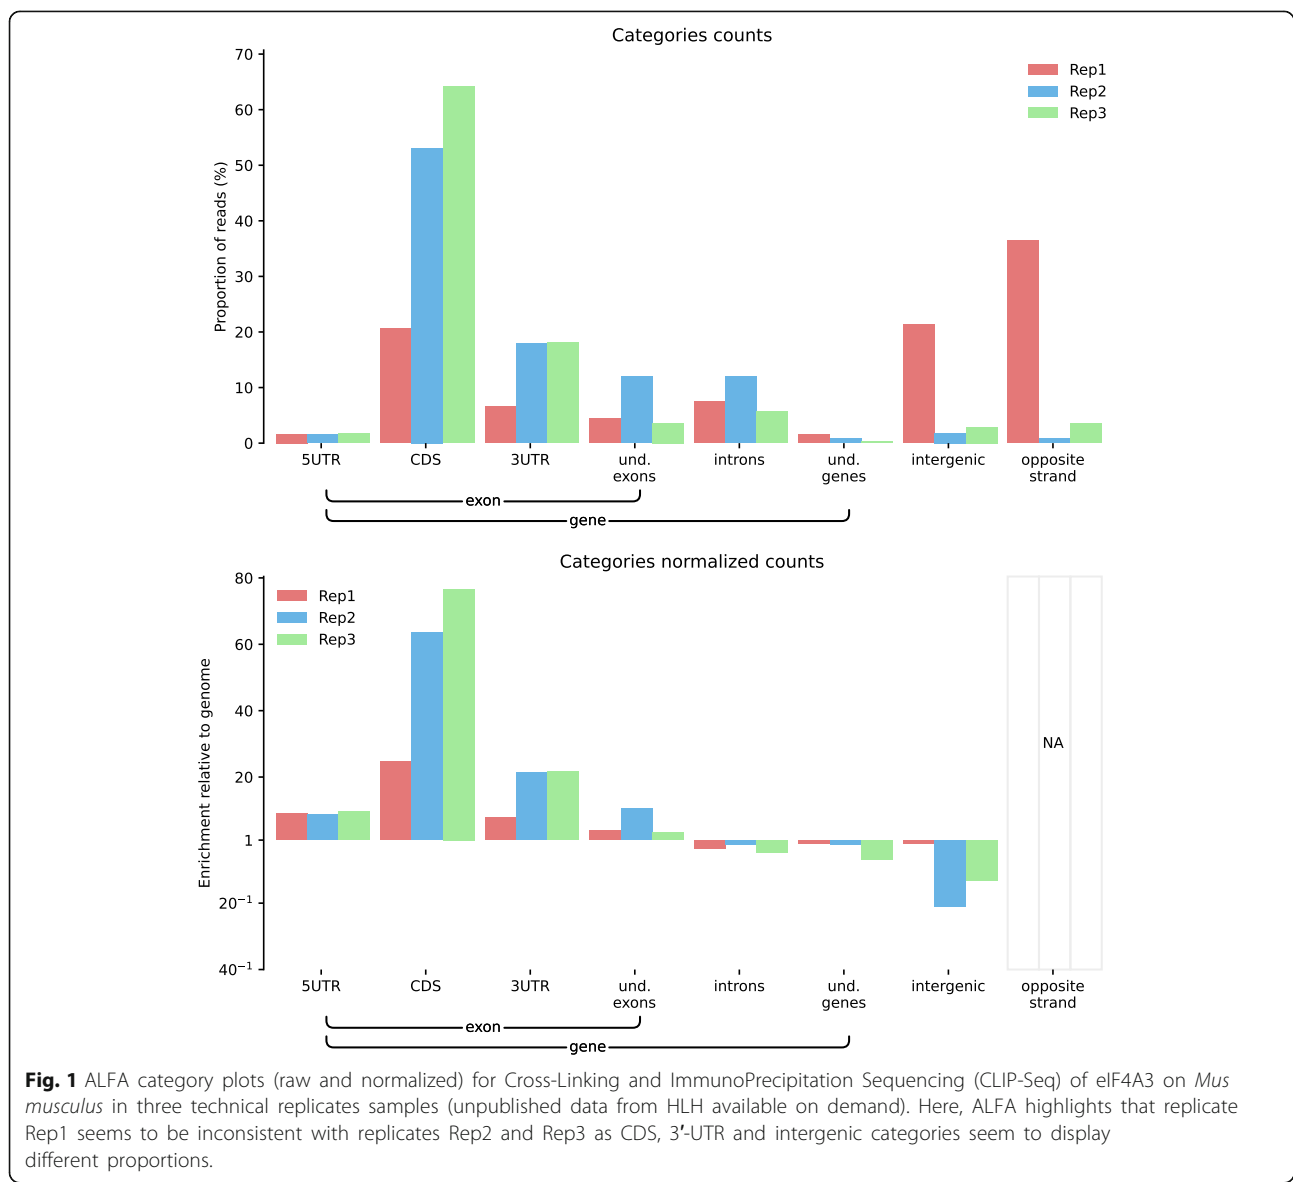 Categories counts
70
60
50
40
30
20
10
0
Proportion of reads (%)
Rep1
Rep2
Rep3
5UTR CDS 3UTR und. introns und. intergenic opposite
exons genes strand
exon
gene
Categories normalized counts
80
60
40
20
1
20⁻¹
40⁻¹
Enrichment relative to genome
Rep1
Rep2
Rep3
NA
5UTR CDS 3UTR und. introns und. intergenic opposite
exons genes strand
exon
gene
Fig. 1 ALFA category plots (raw and normalized) for Cross-Linking and ImmunoPrecipitation Sequencing (CLIP-Seq) of eIF4A3 on Mus
musculus in three technical replicates samples (unpublished data from HLH available on demand). Here, ALFA highlights that replicate
Rep1 seems to be inconsistent with replicates Rep2 and Rep3 as CDS, 3′-UTR and intergenic categories seem to display
different proportions.